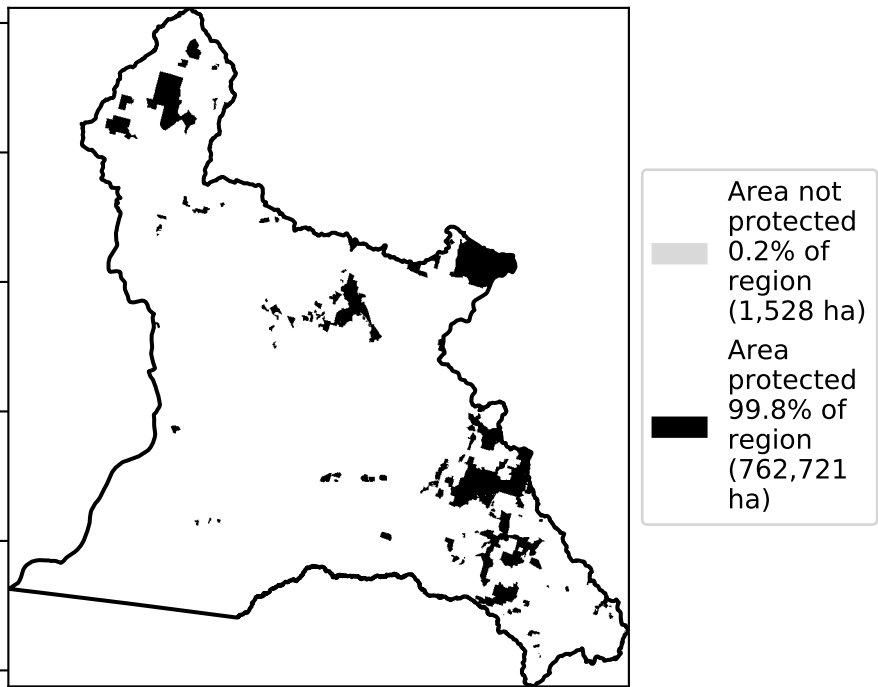 Area not
protected
0.2% of
region
(1,528 ha)
Area
protected
99.8% of
region
(762,721
ha)